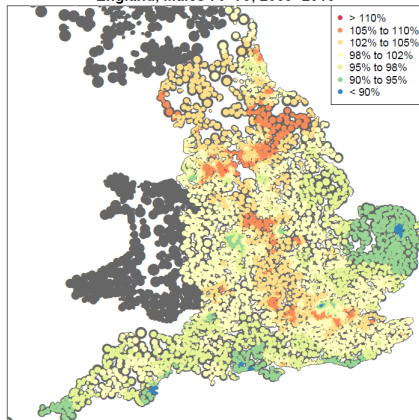 > 110%
105% to 110%
102% to 105%
98% to 102%
95% to 98%
90% to 95%
< 90%